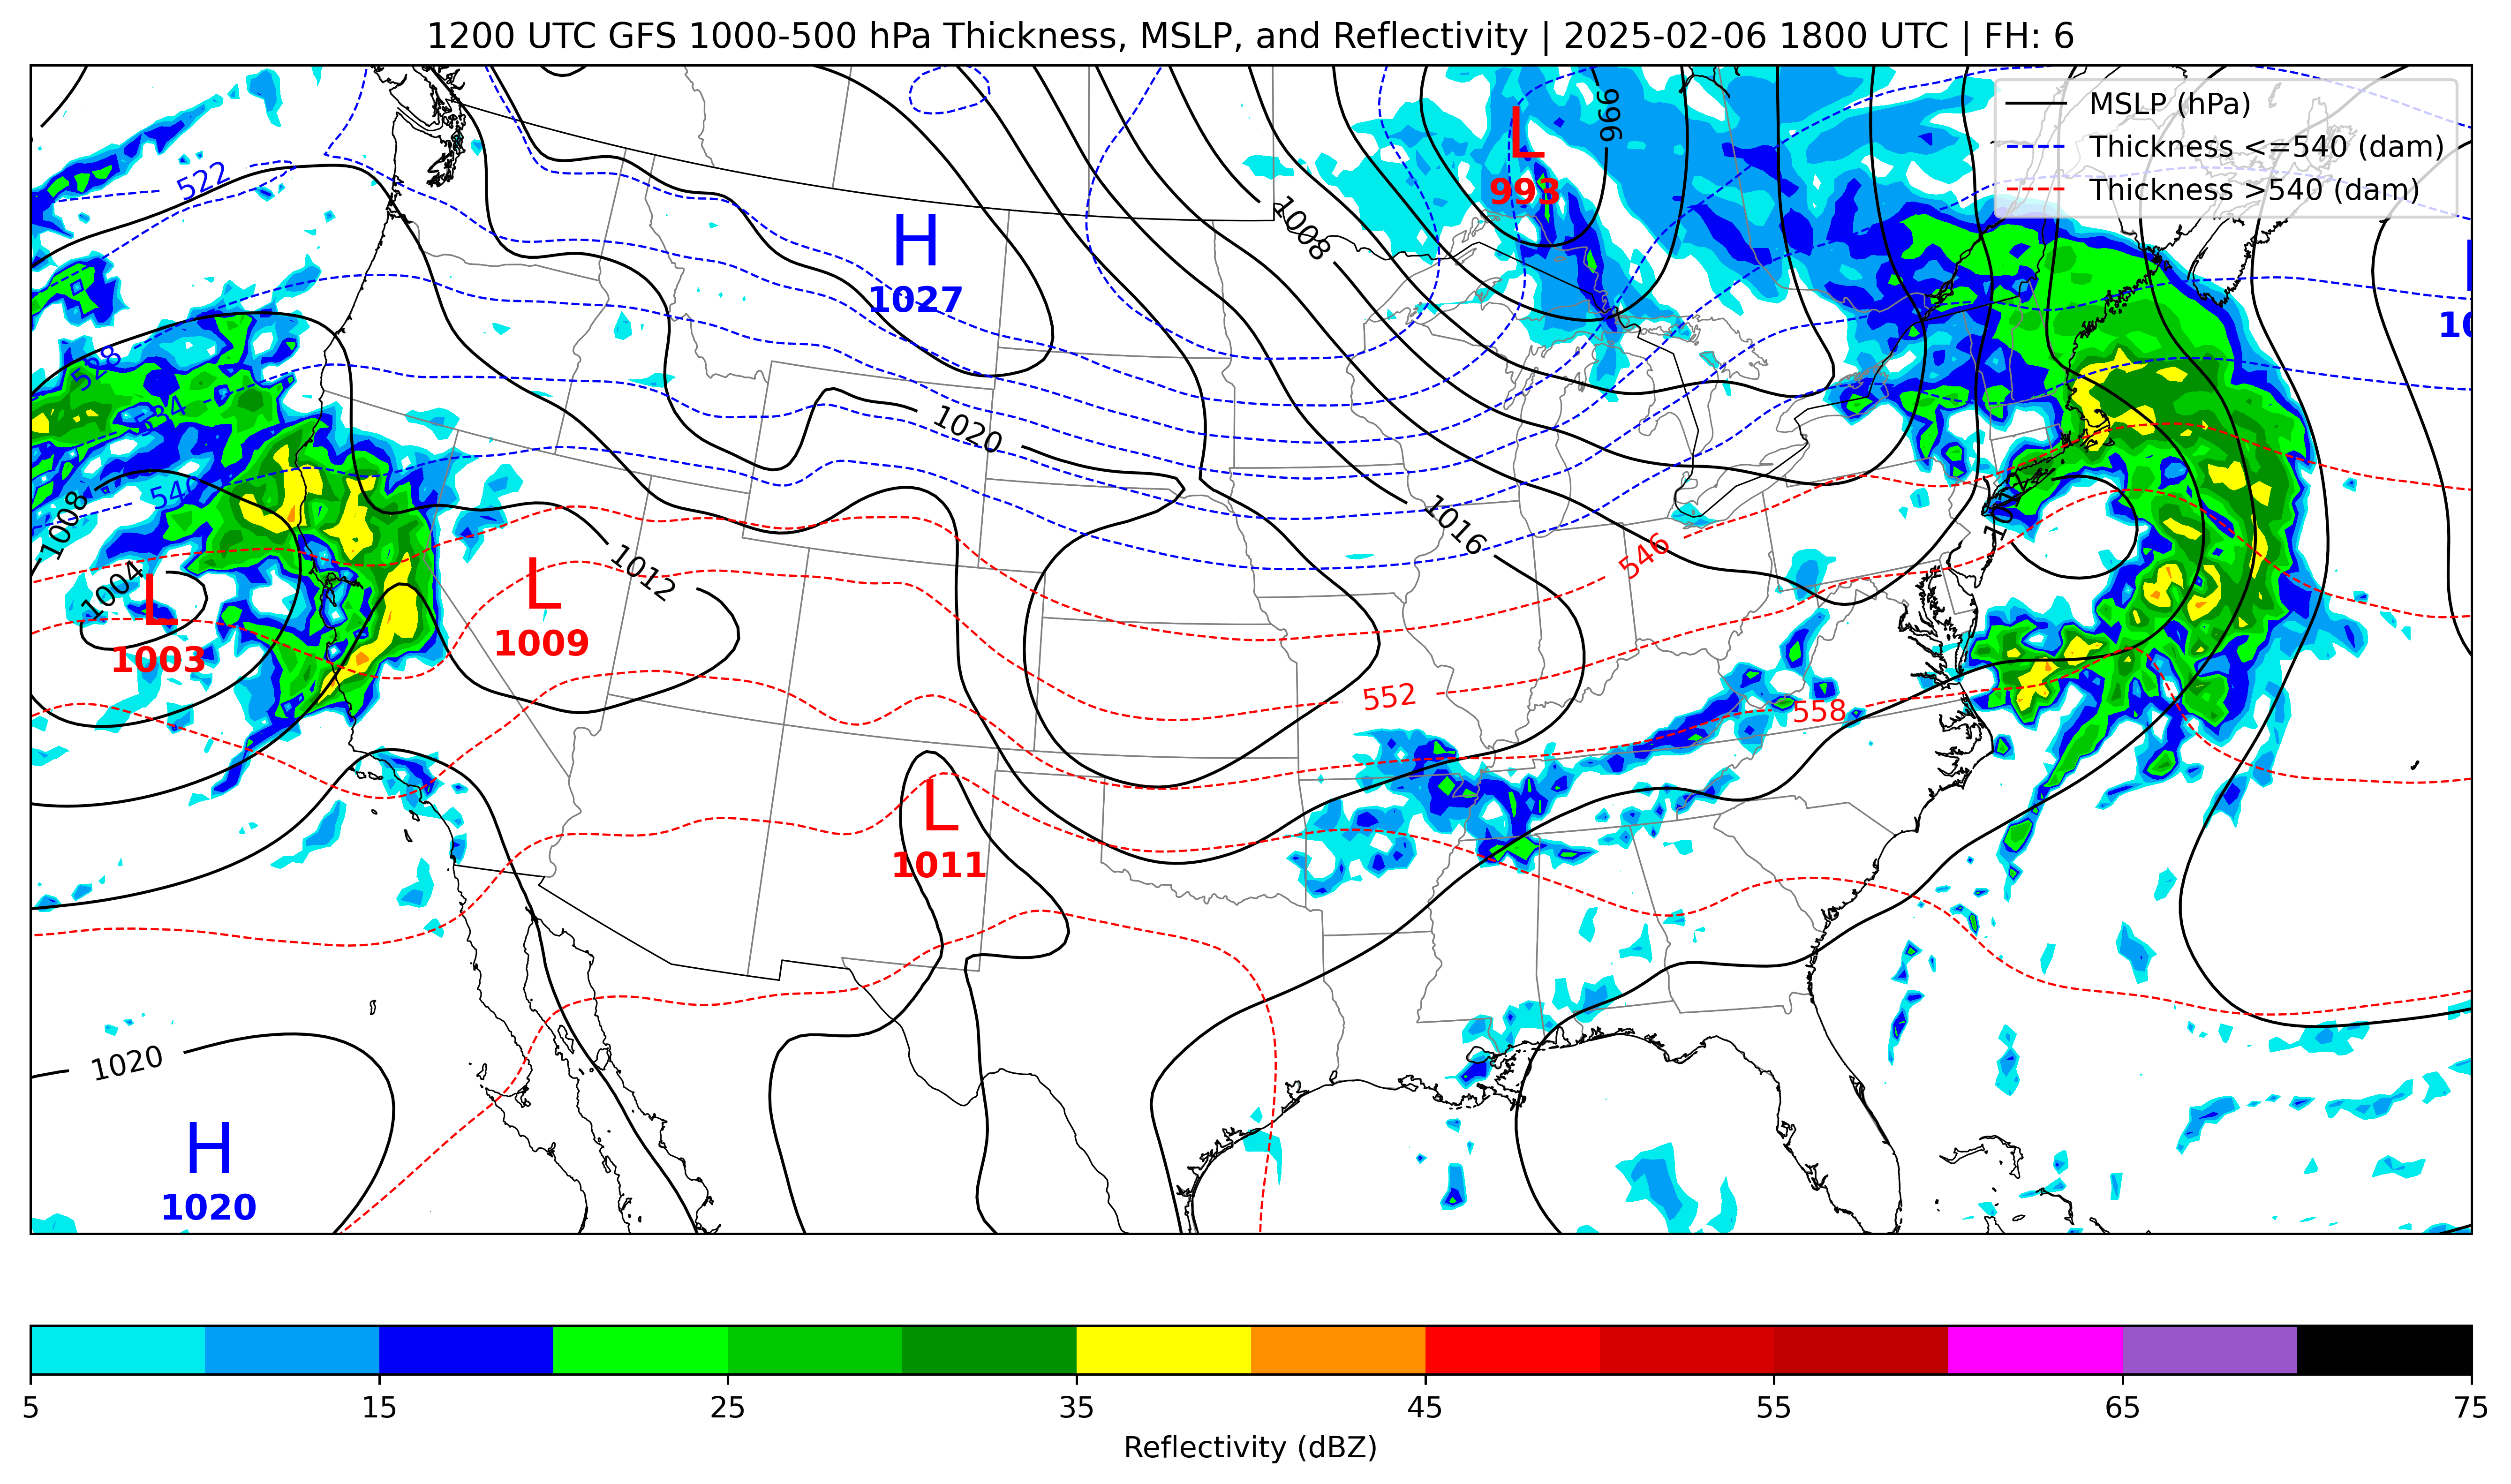 1200 UTC GFS 1000-500 hPa Thickness, MSLP, and Reflectivity | 2025-02-06 1800 UTC | FH: 6
MSLP (hPa)
Thickness <=540 (dam)
Thickness >540 (dam)
996
L
993
522
H
1027
1008
528
534
1020
540
1008
1016
1004
L
1003
L
1009
1012
546
552
558
L
1011
1020
H
1020
5 15 25 35 45 55 65 75
Reflectivity (dBZ)